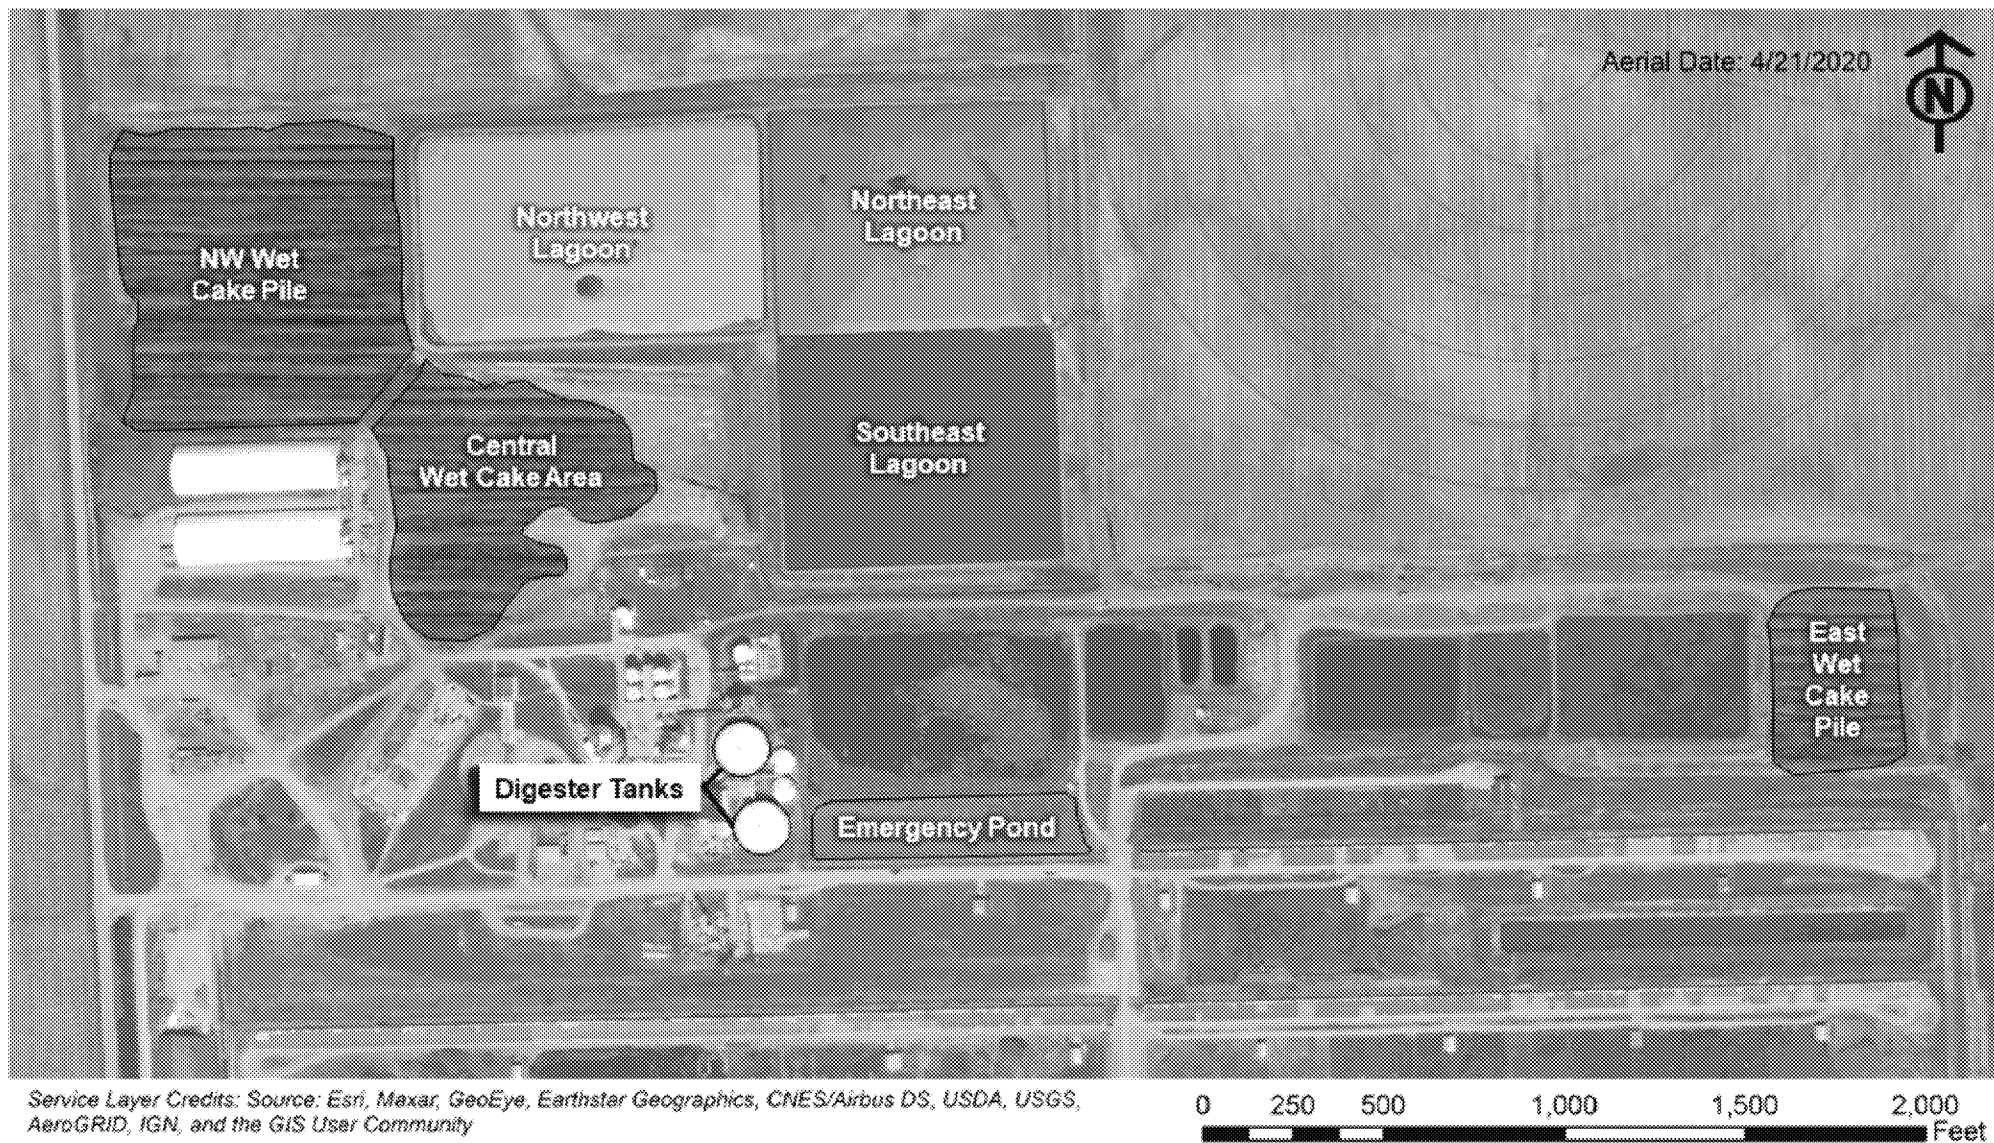 Aerial Date: 4/21/2020
N
NW Wet
Cake Pile
Northwest
Lagoon
Northeast
Lagoon
Central
Wet Cake Area
Southeast
Lagoon
East
Wet
Cake
Pile
Digester Tanks
Emergency Pond
Service Layer Credits: Source: Esri, Maxar, GeoEye, Earthstar Geographics, CNES/Airbus DS, USDA, USGS,
AeroGRID, IGN, and the GIS User Community
0 250 500 1,000 1,500 2,000
Feet